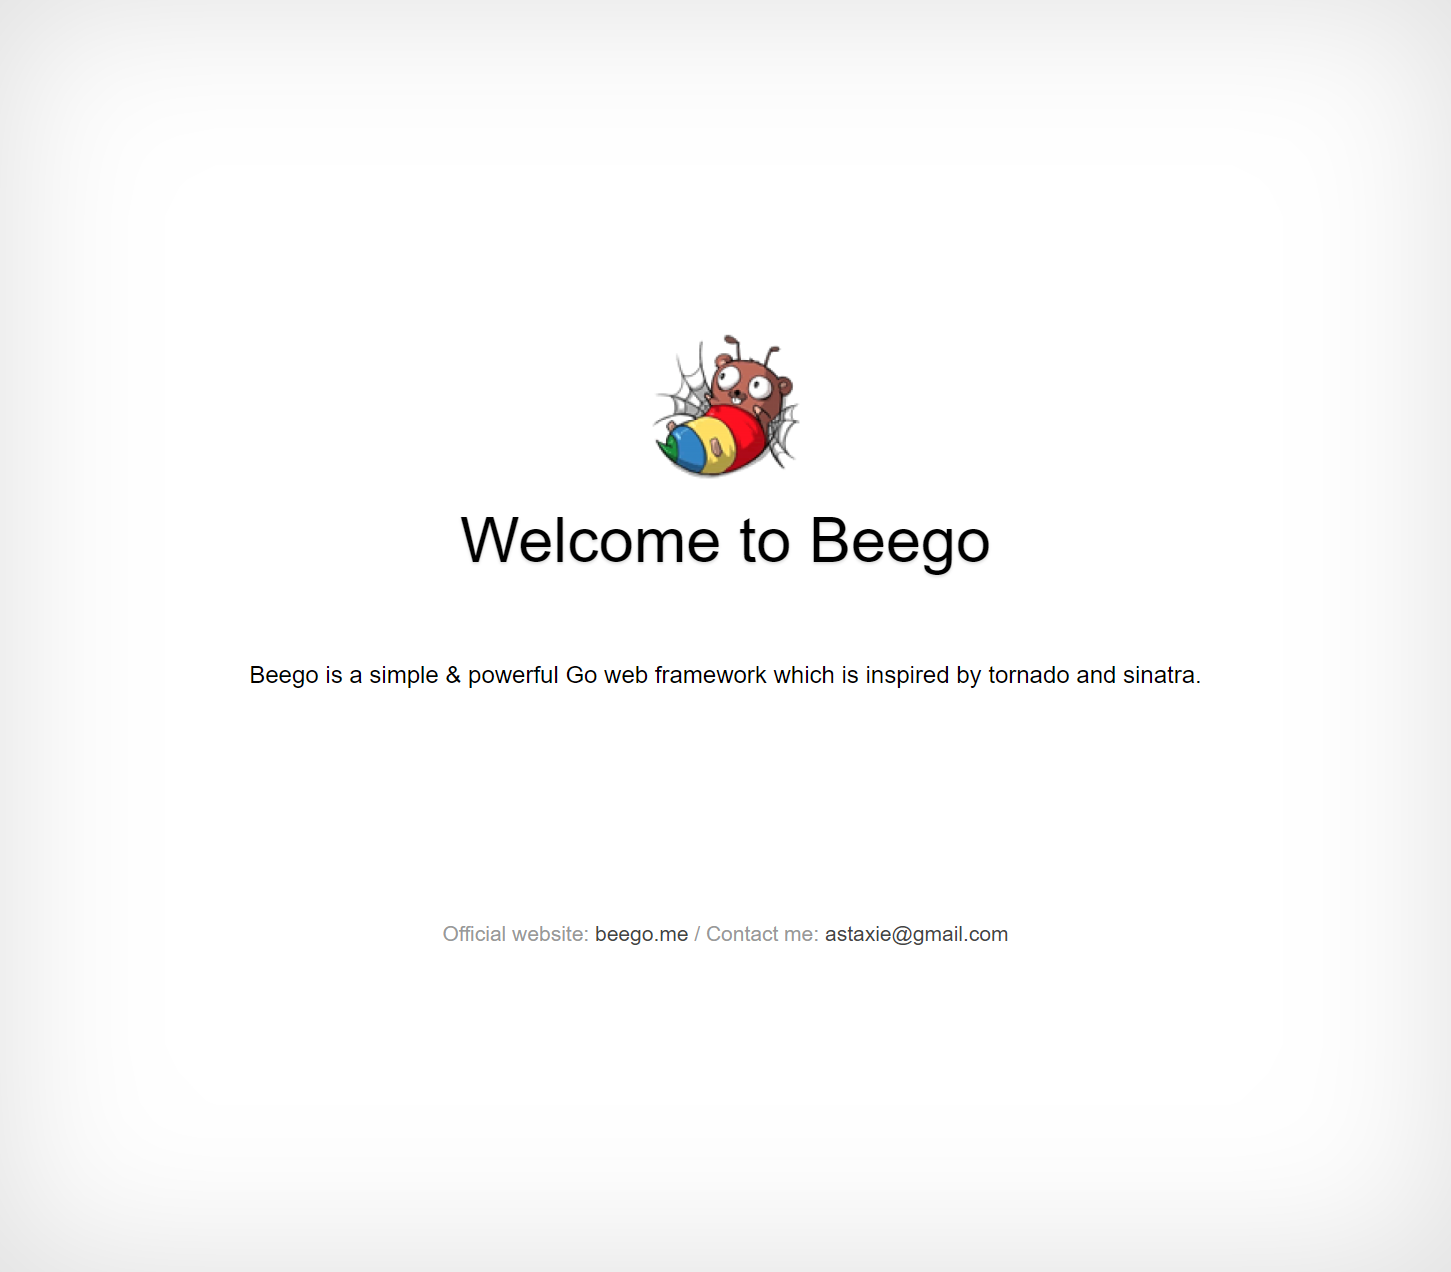 Welcome to Beego
Beego is a simple & powerful Go web framework which is inspired by tornado and sinatra.
Official website: beego.me / Contact me: astaxie@gmail.com